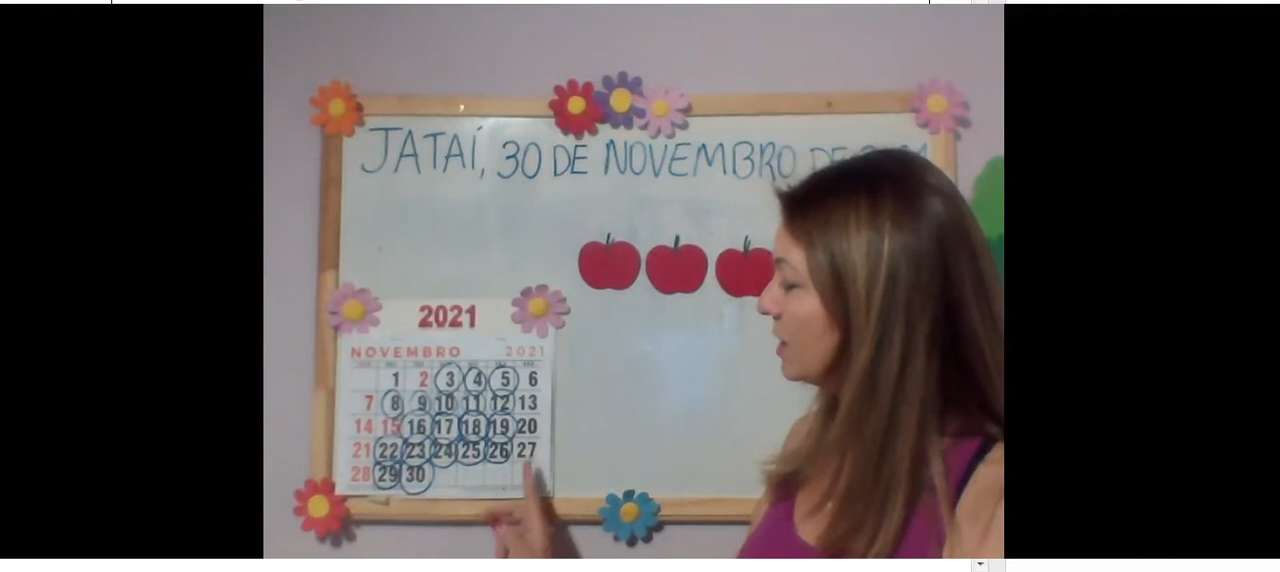 JATAÍ, 30 DE NOVEMBRO DE
2021
NOVEMBRO 2021
1 2 3 4 5 6
7 8 9 10 11 12 13
14 15 16 17 18 19 20
21 22 23 24 25 26 27
28 29 30